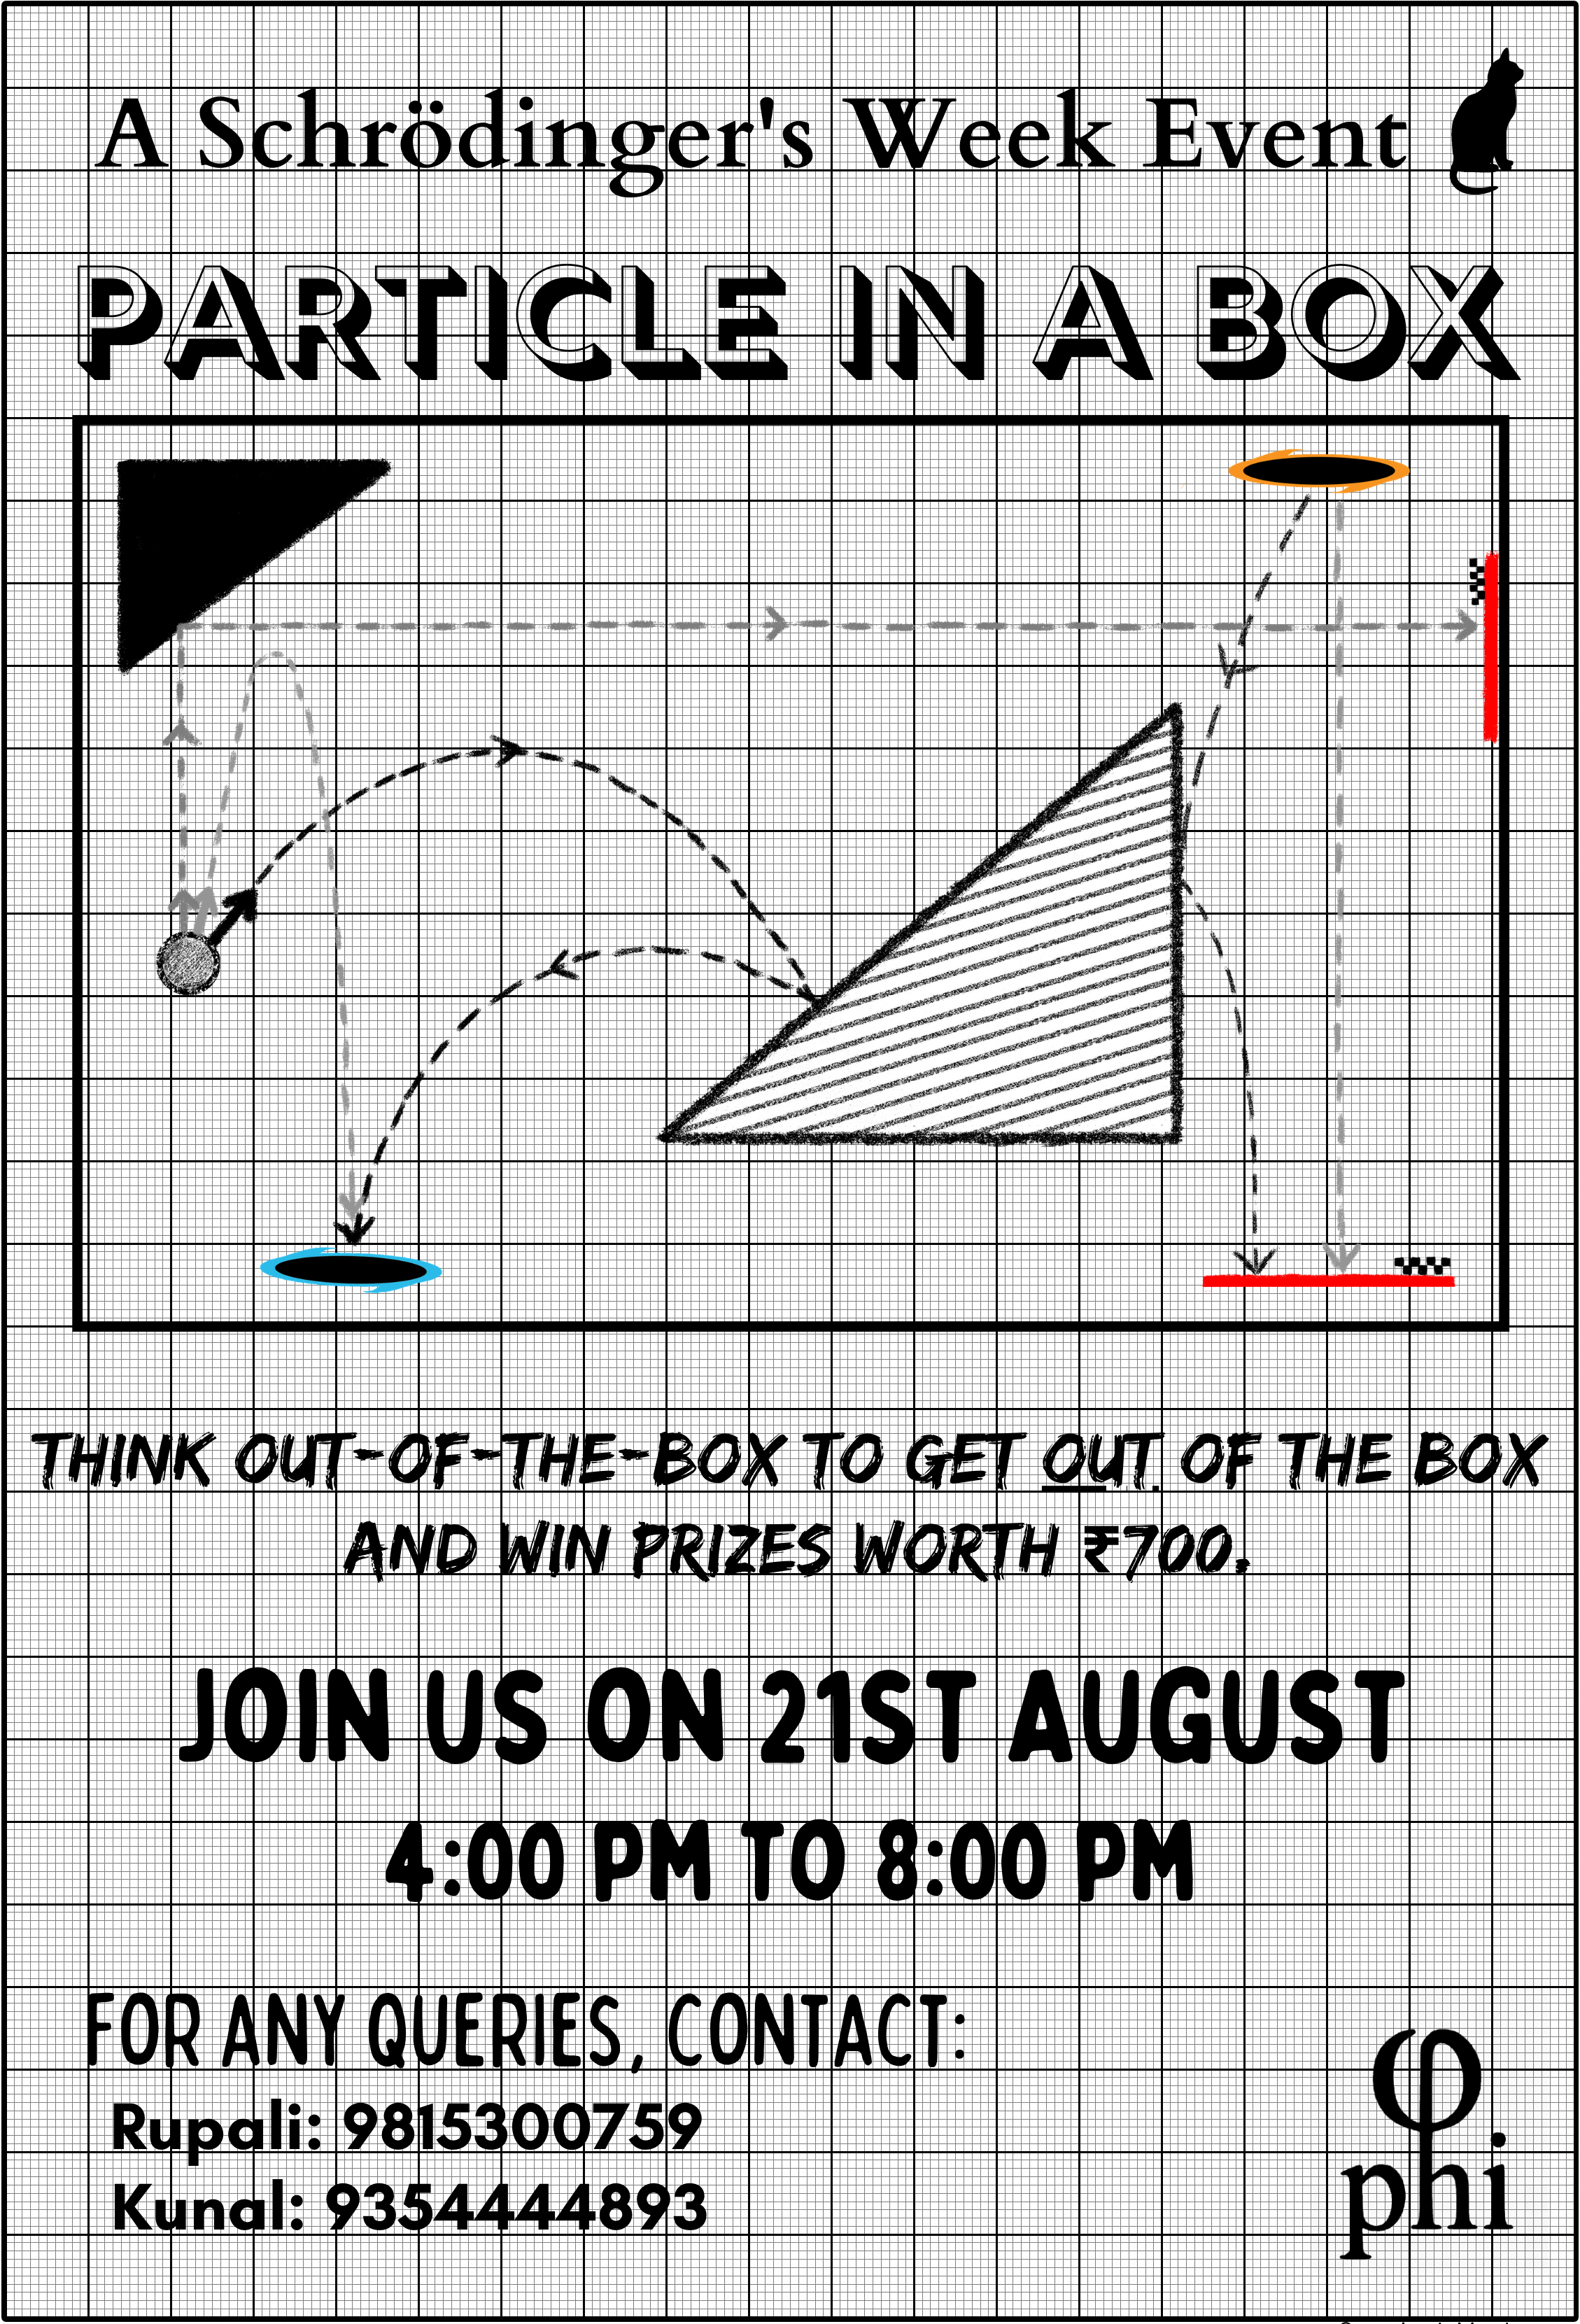 A Schrödinger's Week Event
PARTICLE IN A BOX
THINK OUT-OF-THE-BOX TO GET OUT OF THE BOX
AND WIN PRIZES WORTH ₹700.
JOIN US ON 21ST AUGUST
4:00 PM TO 8:00 PM
FOR ANY QUERIES, CONTACT:
Rupali: 9815300759
Kunal: 9354444893
φ
phi